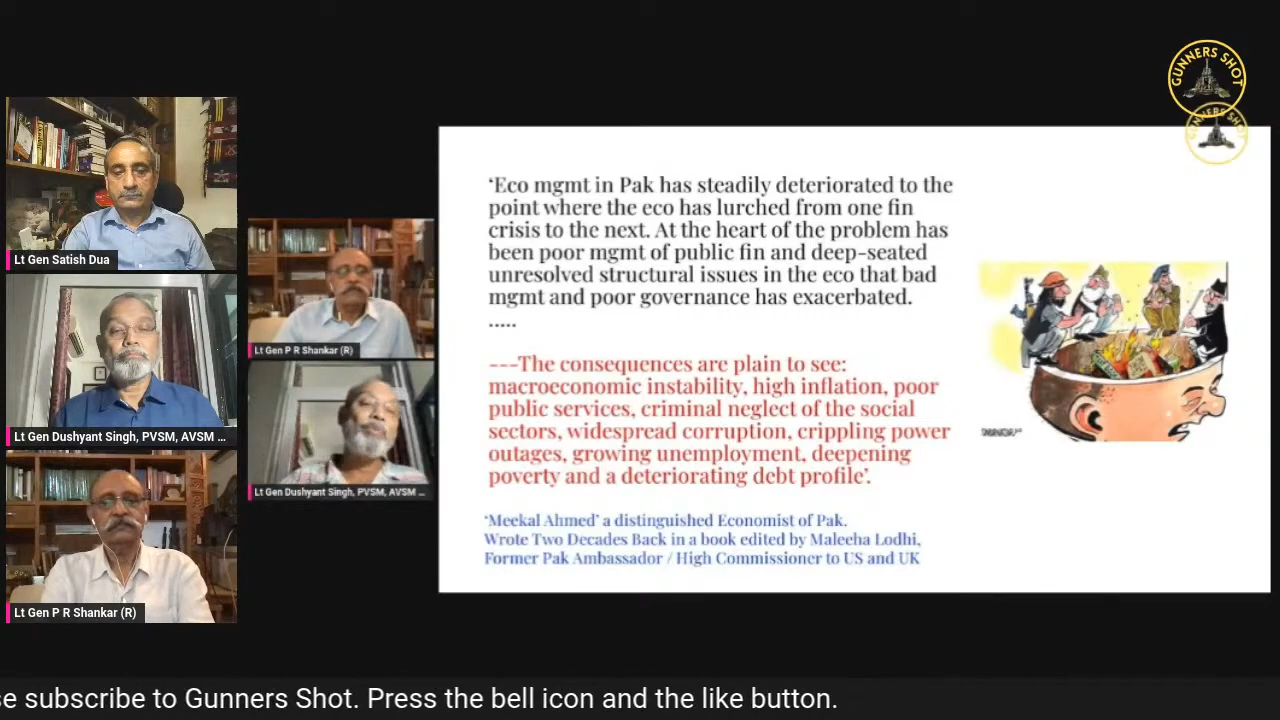 GUNNERS SHOT
GUNNERS SHOT
Lt Gen Satish Dua
Lt Gen Dushyant Singh, PVSM, AVSM ...
Lt Gen P R Shankar (R)
Lt Gen P R Shankar (R)
Lt Gen Dushyant Singh, PVSM, AVSM ...
‘Eco mgmt in Pak has steadily deteriorated to the
point where the eco has lurched from one fin
crisis to the next. At the heart of the problem has
been poor mgmt of public fin and deep-seated
unresolved structural issues in the eco that bad
mgmt and poor governance has exacerbated.
.....
---The consequences are plain to see:
macroeconomic instability, high inflation, poor
public services, criminal neglect of the social
sectors, widespread corruption, crippling power
outages, growing unemployment, deepening
poverty and a deteriorating debt profile’.
‘Meekal Ahmed’ a distinguished Economist of Pak.
Wrote Two Decades Back in a book edited by Maleeha Lodhi,
Former Pak Ambassador / High Commissioner to US and UK
se subscribe to Gunners Shot. Press the bell icon and the like button.